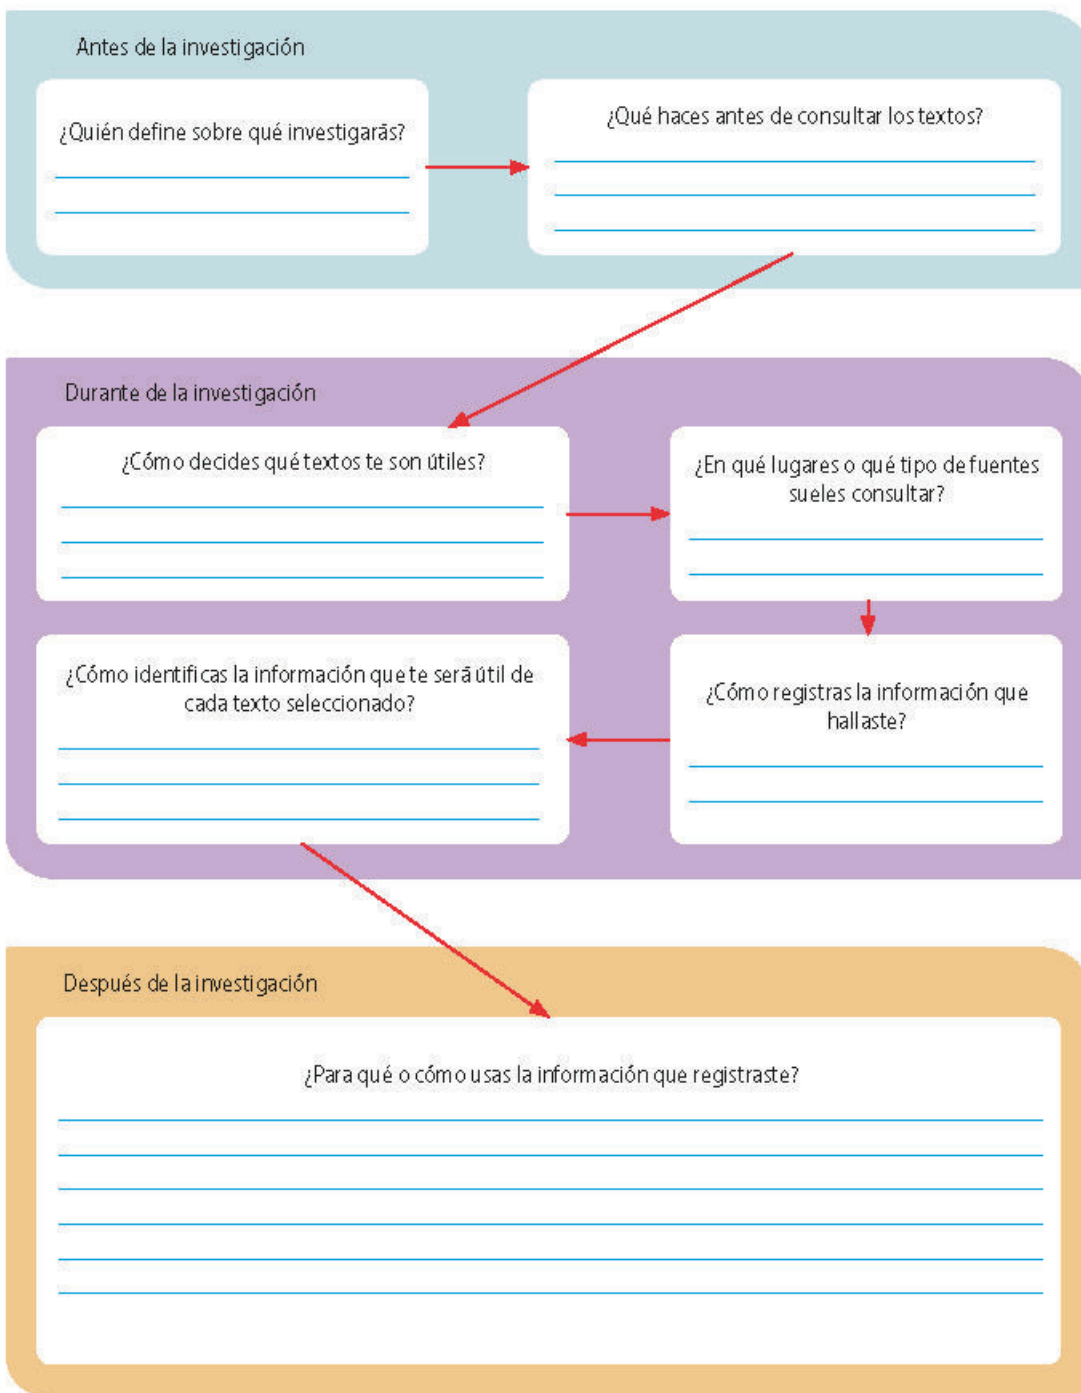 Antes de la investigación
¿Quién define sobre qué investigarás?
¿Qué haces antes de consultar los textos?
Durante de la investigación
¿Cómo decides qué textos te son útiles?
¿En qué lugares o qué tipo de fuentes
sueles consultar?
¿Cómo registras la información que
hallaste?
¿Cómo identificas la información que te será útil de
cada texto seleccionado?
Después de la investigación
¿Para qué o cómo usas la información que registraste?